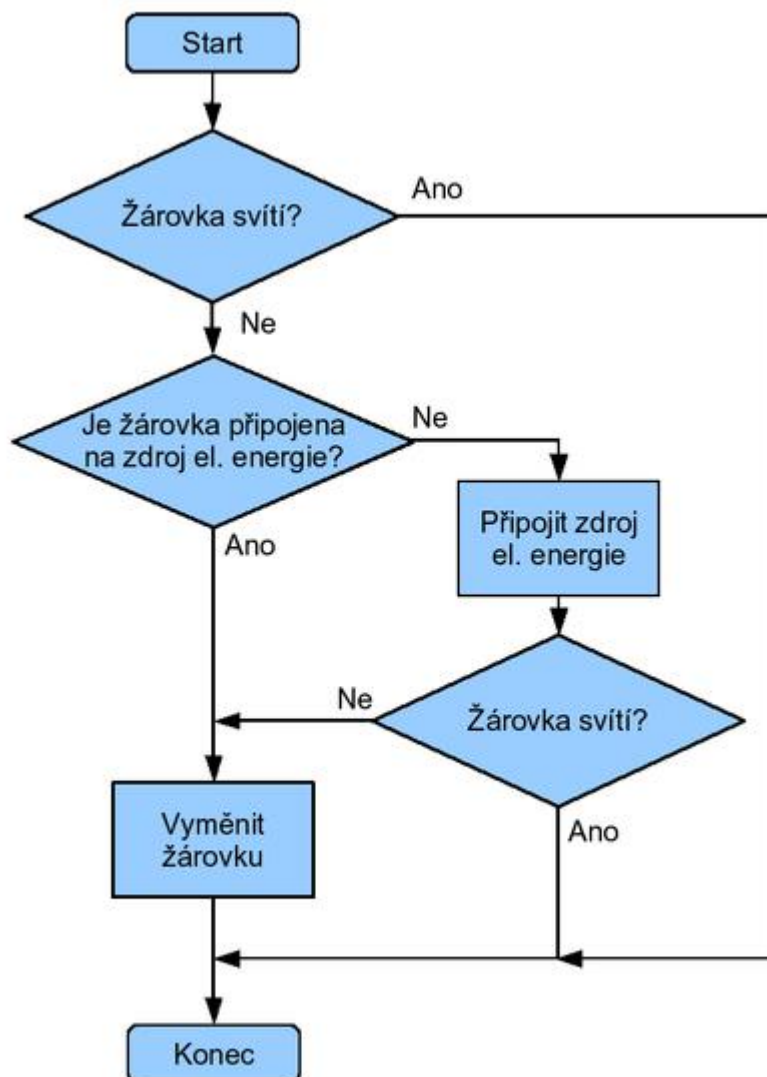 Start
Žárovka svítí?
Ano
Ne
Je žárovka připojena
na zdroj el. energie?
Ne
Připojit zdroj
el. energie
Ano
Ne
Žárovka svítí?
Vyměnit
žárovku
Ano
Konec